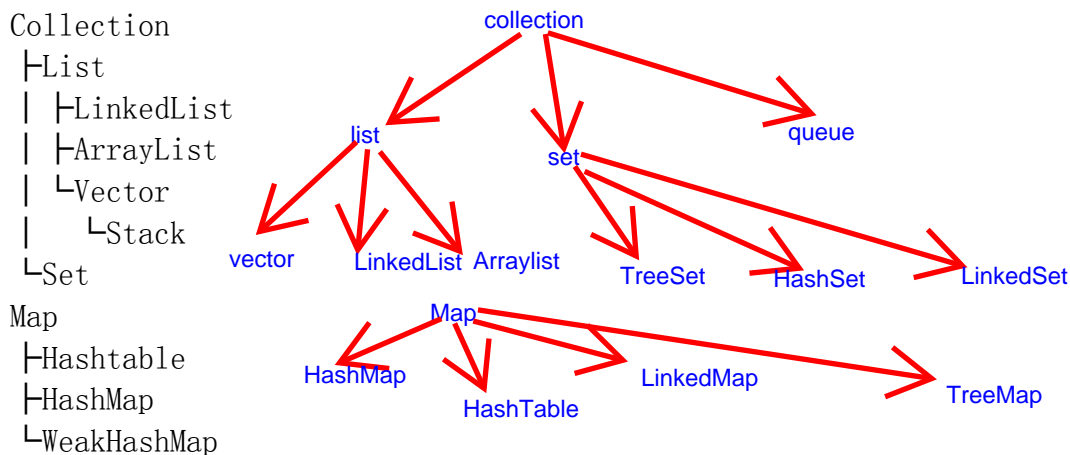 Collection
├List
│ ├LinkedList
│ ├ArrayList
│ └Vector
│ └Stack
└Set
Map
├Hashtable
├HashMap
└WeakHashMap
collection
list
set
queue
vector
LinkedList
Arraylist
TreeSet
HashSet
LinkedSet
Map
HashMap
HashTable
LinkedMap
TreeMap